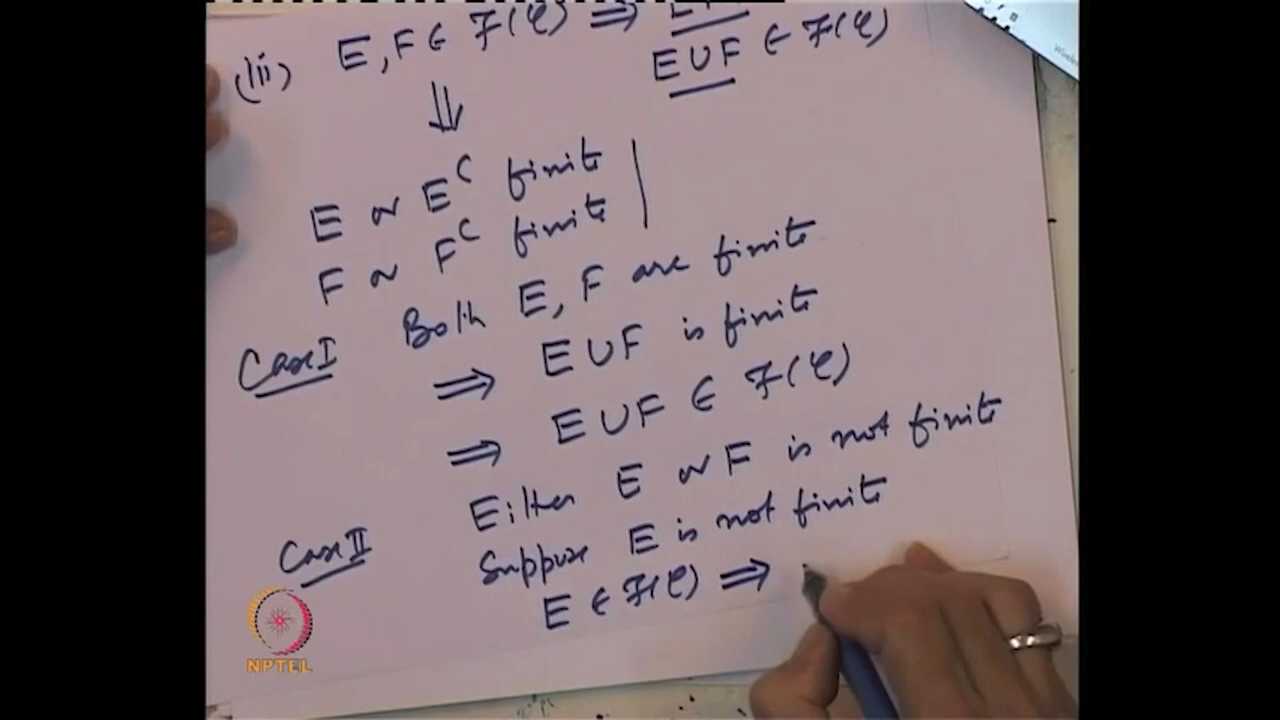 (iii) E, F ∈ F(C) ⇒
E ∪ F ∈ F(C)
⇓
E or E^C finite
F or F^C finite
Case I Both E, F are finite
⇒ E ∪ F is finite
⇒ E ∪ F ∈ F(C)
Case II Either E or F is not finite
Suppose E is not finite
E ∈ F(C) ⇒
NPTEL